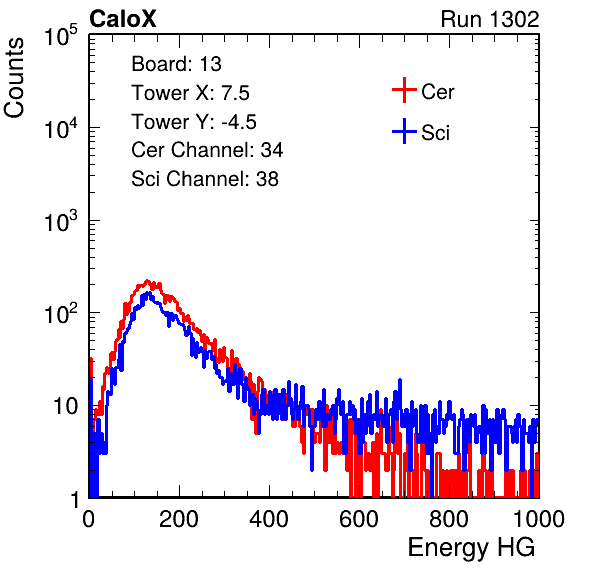 CaloX Run 1302
Counts
10^5
Board: 13
Tower X: 7.5
Tower Y: -4.5
Cer Channel: 34
Sci Channel: 38
Cer
Sci
10^4
10^3
10^2
10
1
0 200 400 600 800 1000
Energy HG